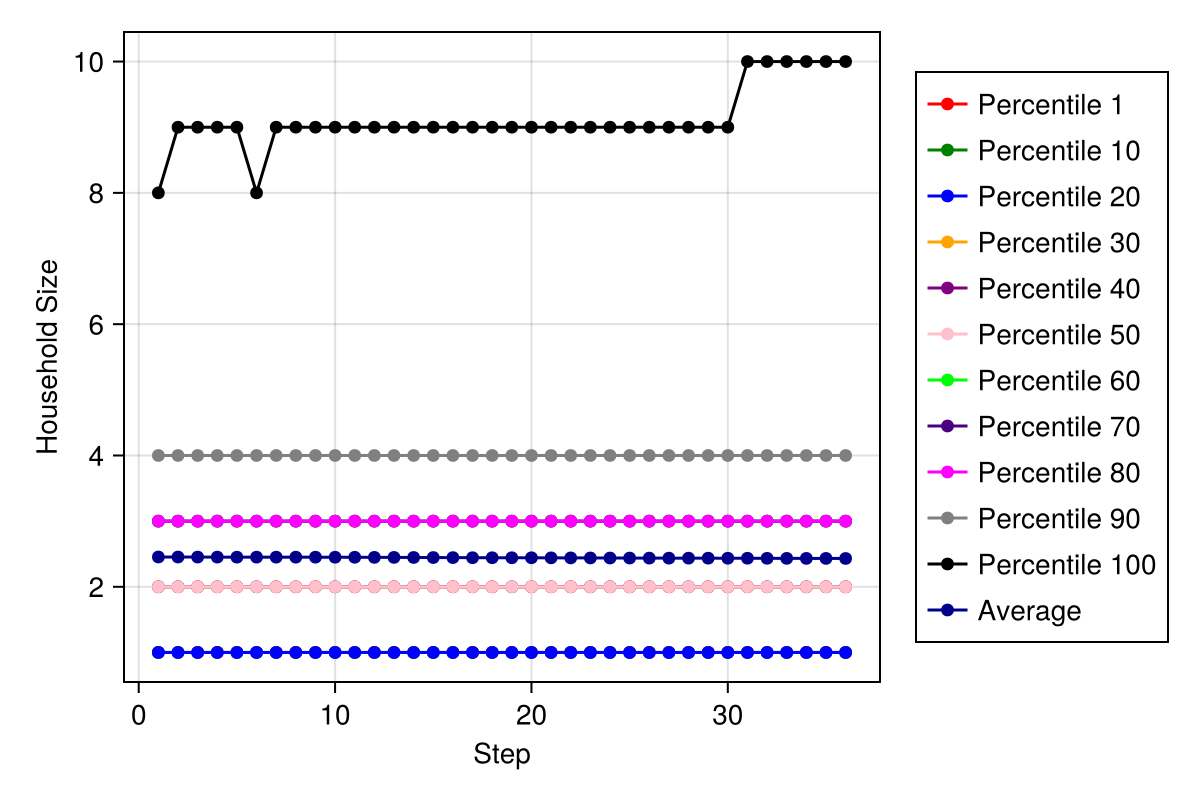 10
8
6
4
2
Household Size
0 10 20 30
Step
Percentile 1
Percentile 10
Percentile 20
Percentile 30
Percentile 40
Percentile 50
Percentile 60
Percentile 70
Percentile 80
Percentile 90
Percentile 100
Average